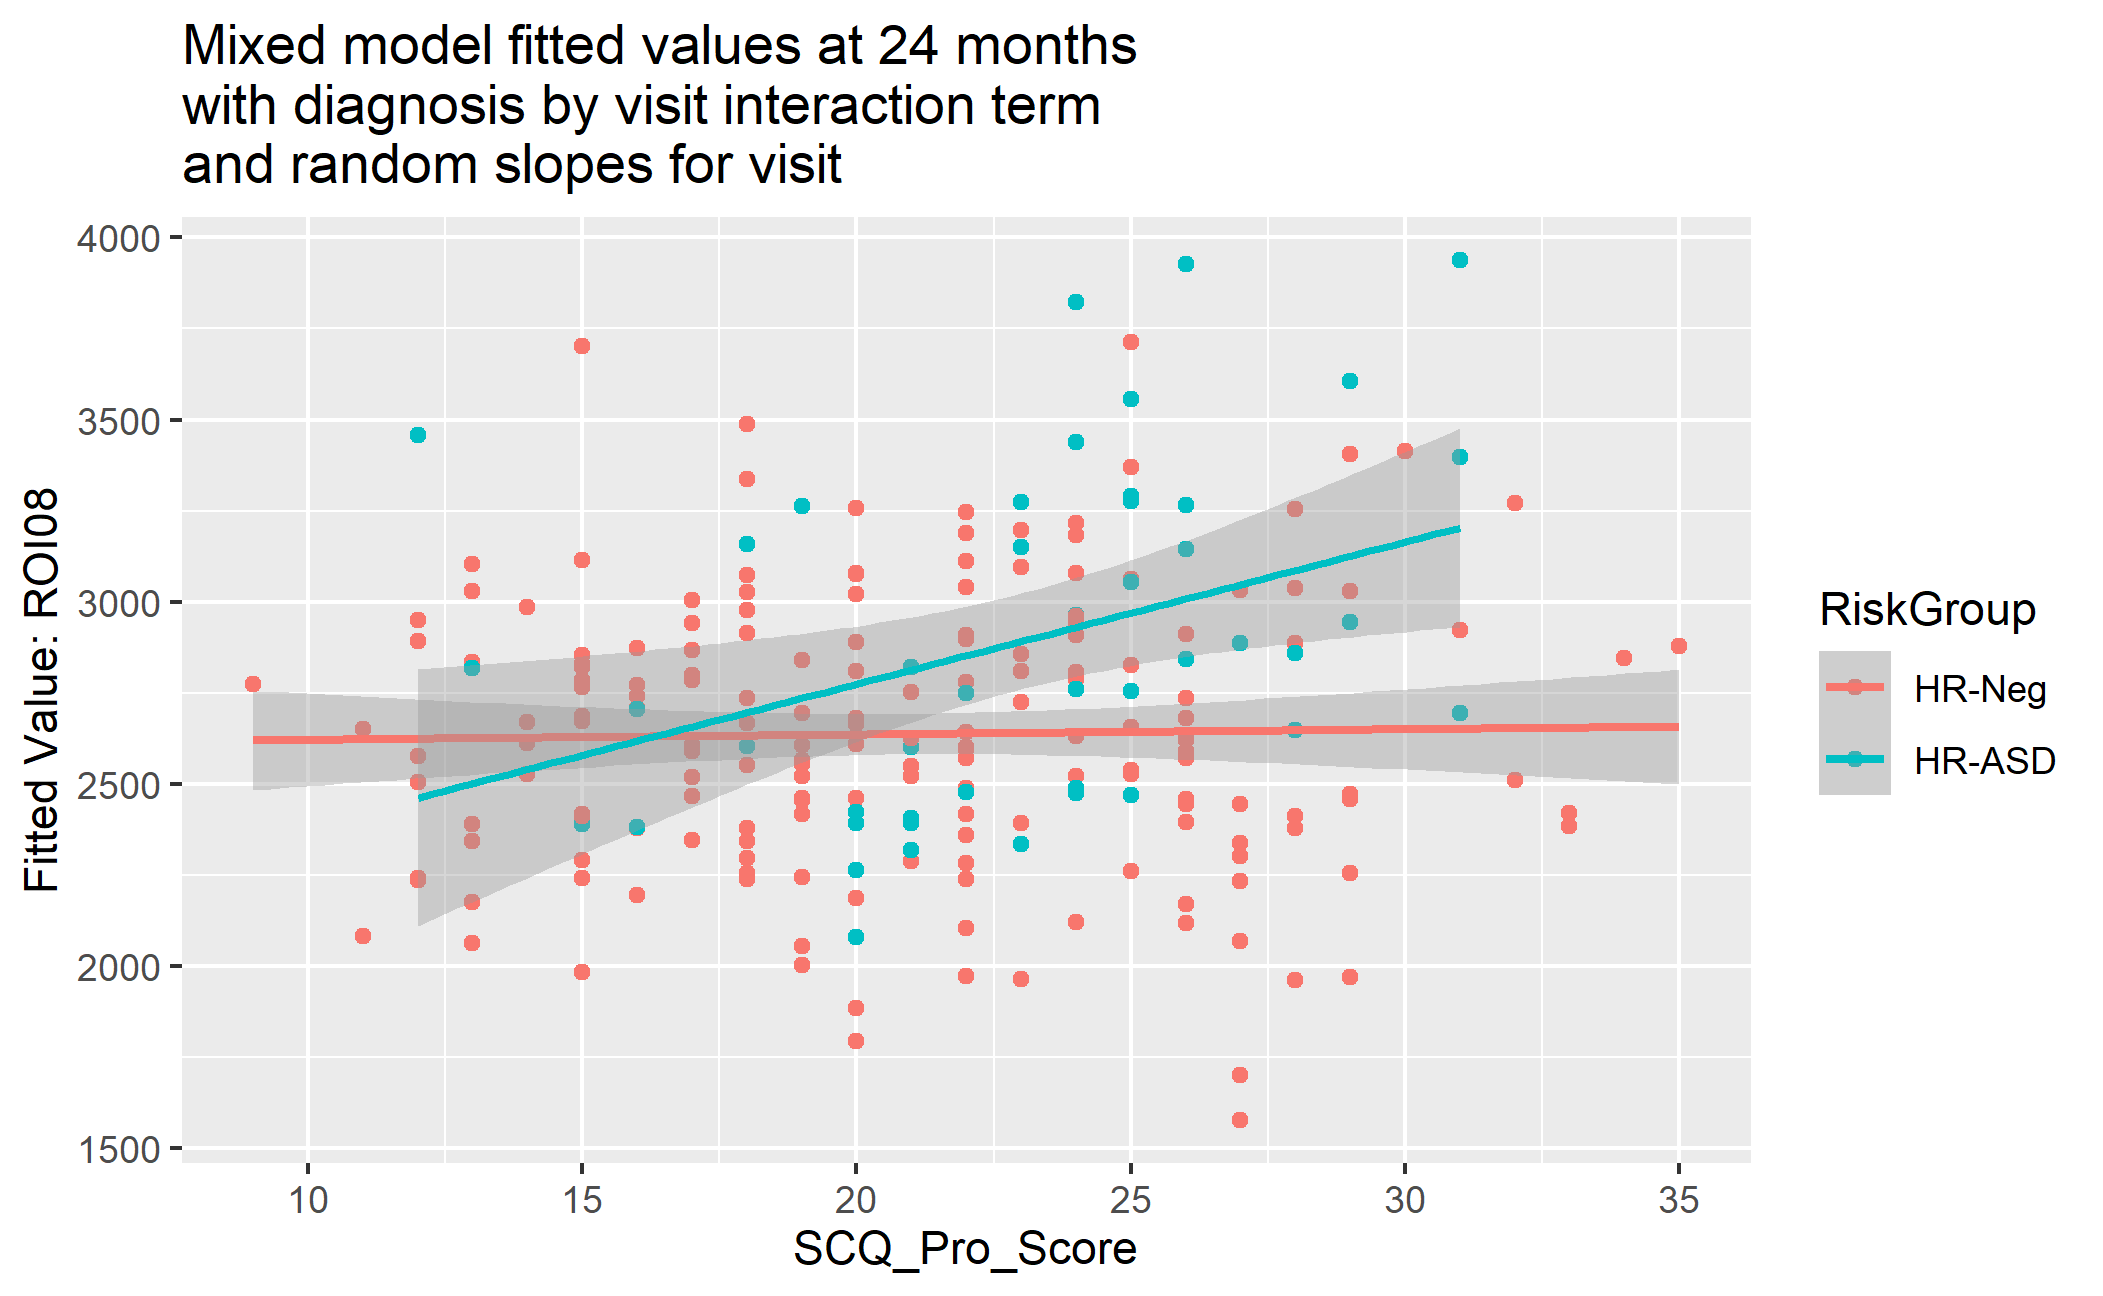 Mixed model fitted values at 24 months
with diagnosis by visit interaction term
and random slopes for visit
4000
3500
3000
2500
2000
1500
Fitted Value: ROI08
10 15 20 25 30 35
SCQ_Pro_Score
RiskGroup
HR-Neg
HR-ASD